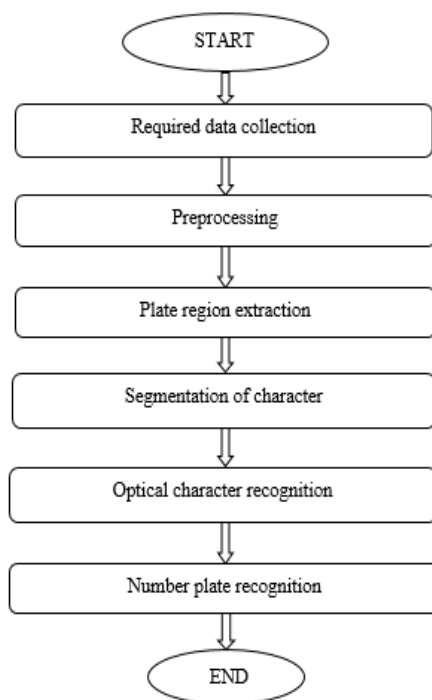 START
Required data collection
Preprocessing
Plate region extraction
Segmentation of character
Optical character recognition
Number plate recognition
END